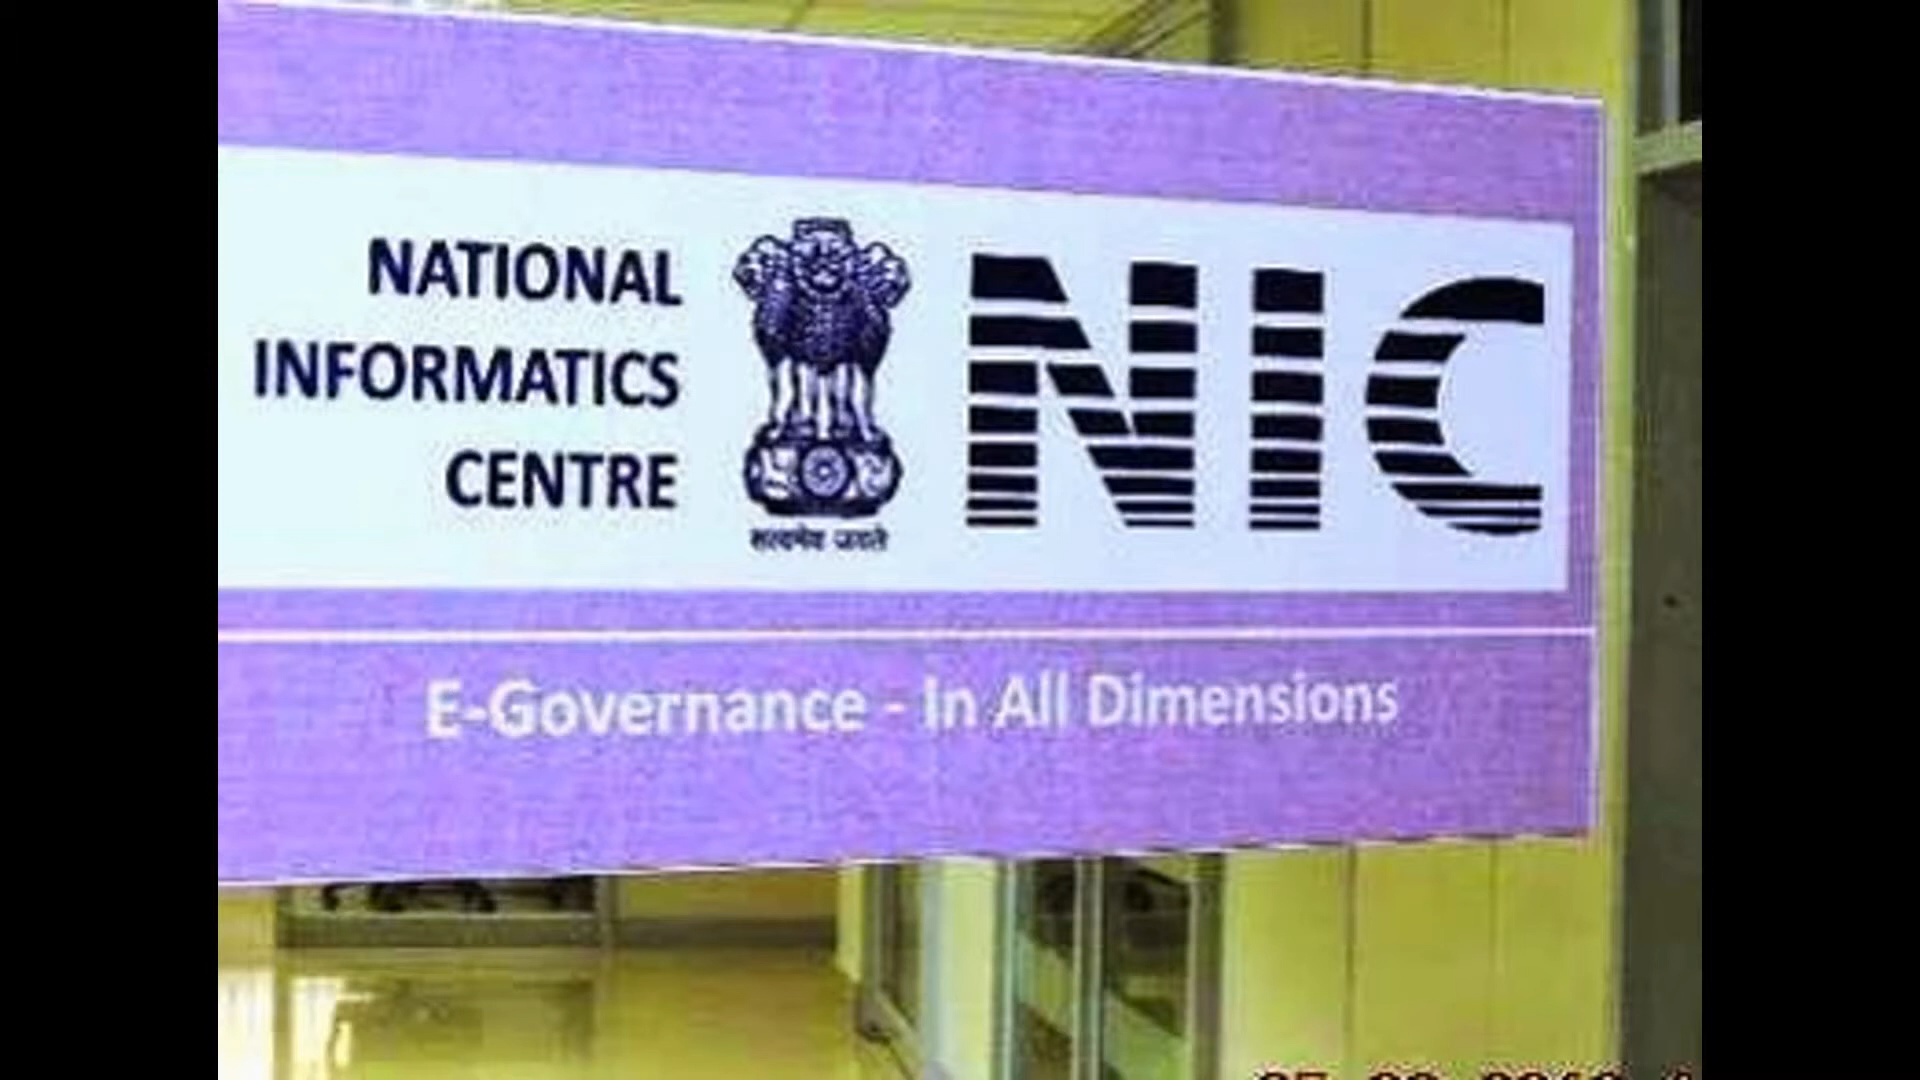 NATIONAL
INFORMATICS
CENTRE
सत्यमेव जयते
NIC
E-Governance - In All Dimensions